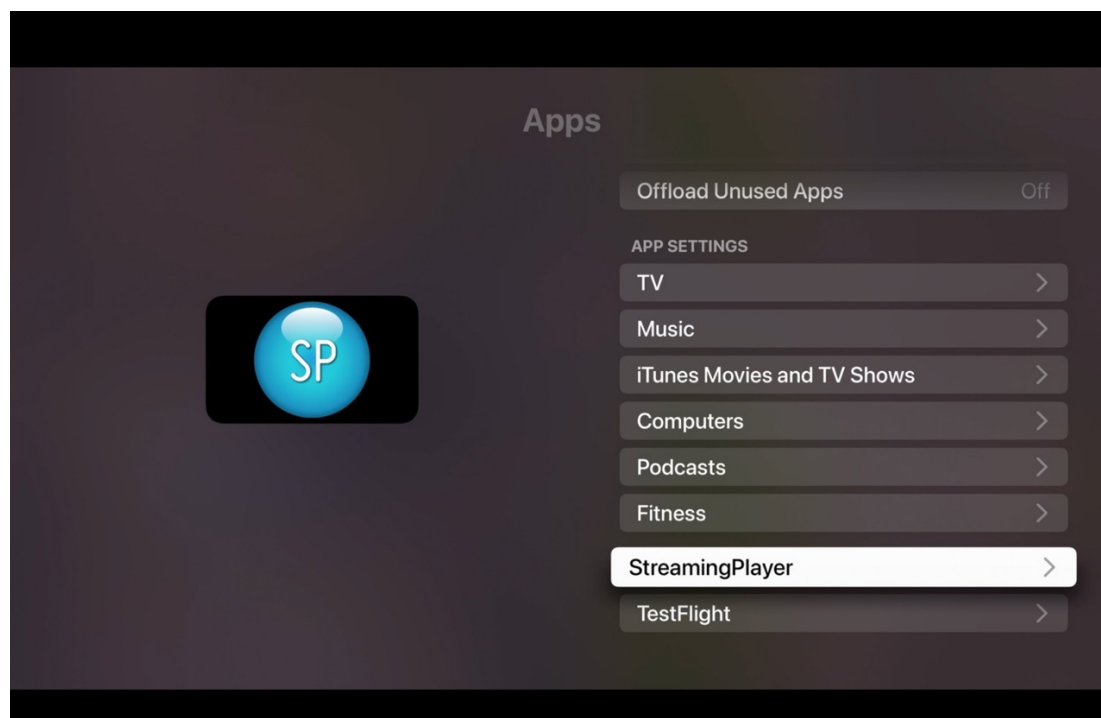 Apps
Offload Unused Apps Off
APP SETTINGS
TV
Music
iTunes Movies and TV Shows
SP
Computers
Podcasts
Fitness
StreamingPlayer
TestFlight